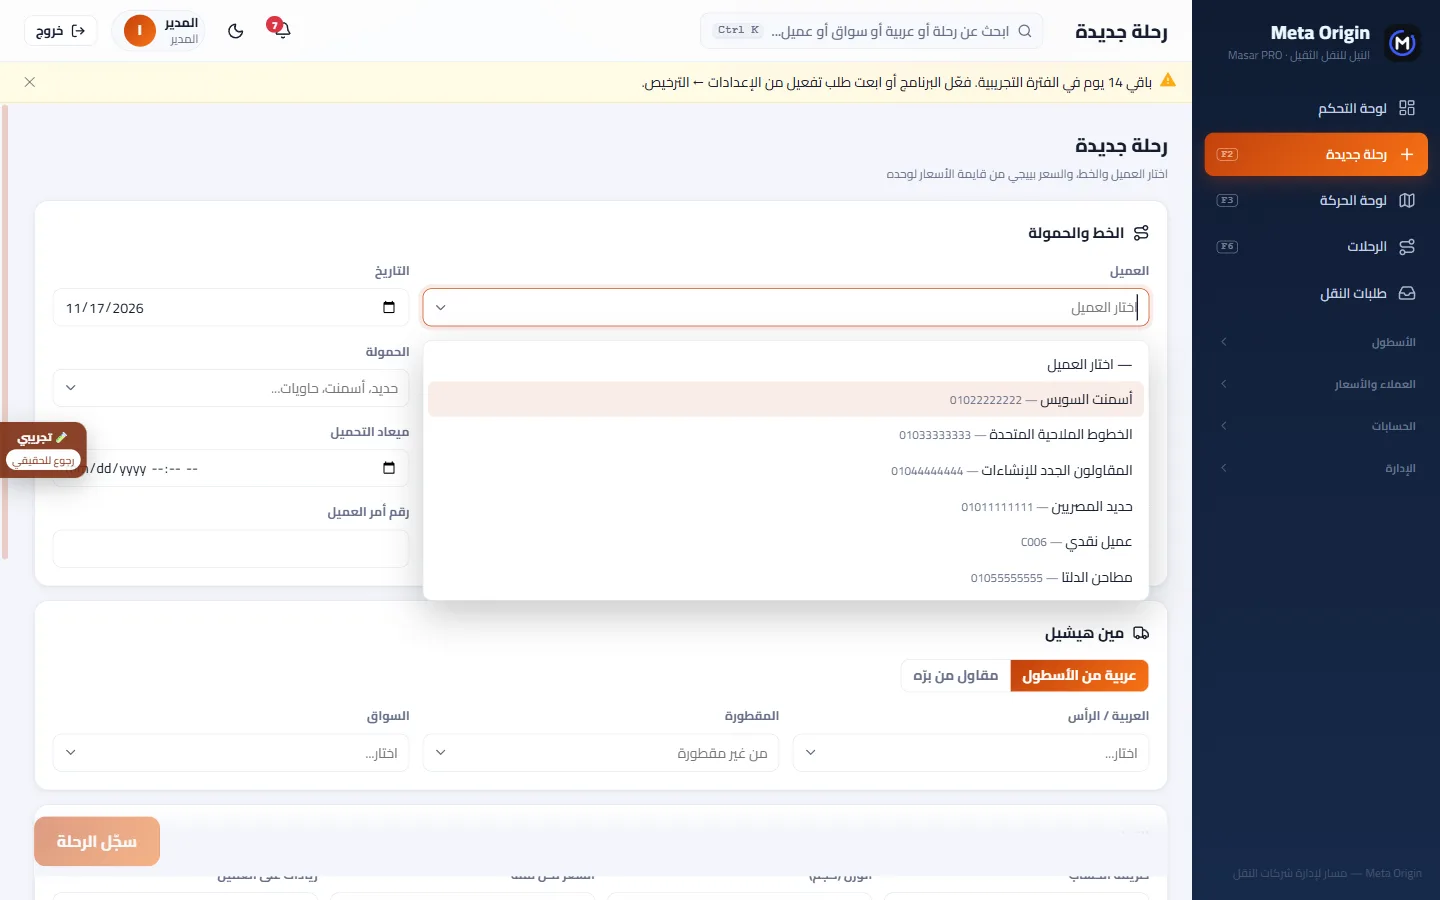 Meta Origin
النيل للنقل الثقيل · Masar PRO
لوحة التحكم
رحلة جديدة F2
لوحة الحركة F3
الرحلات F6
طلبات النقل
الأسطول
العملاء والأسعار
الحسابات
الإدارة
Meta Origin — مسار لإدارة شركات النقل
رحلة جديدة
ابحث عن رحلة أو عربية أو سواق أو عميل... Ctrl K
7
المدير
المدير
I
خروج
باقي 14 يوم في الفترة التجريبية. فعّل البرنامج أو ابعت طلب تفعيل من الإعدادات ← الترخيص.
رحلة جديدة
اختار العميل والخط، والسعر بييجي من قايمة الأسعار لوحده
الخط والحمولة
العميل
التاريخ
اختار العميل
11/17/2026
— اختار العميل
أسمنت السويس — 01022222222
الخطوط الملاحية المتحدة — 01033333333
المقاولون الجدد للإنشاءات — 01044444444
حديد المصريين — 01011111111
عميل نقدي — C006
مطاحن الدلتا — 01055555555
الحمولة
حديد، أسمنت، حاويات...
ميعاد التحميل
/dd/yyyy --:-- --
رقم أمر العميل
تجريبي
رجوع للحقيقي
مين هيشيل
عربية من الأسطول
مقاول من برّه
العربية / الرأس
المقطورة
السواق
اختار...
من غير مقطورة
اختار...
سجّل الرحلة